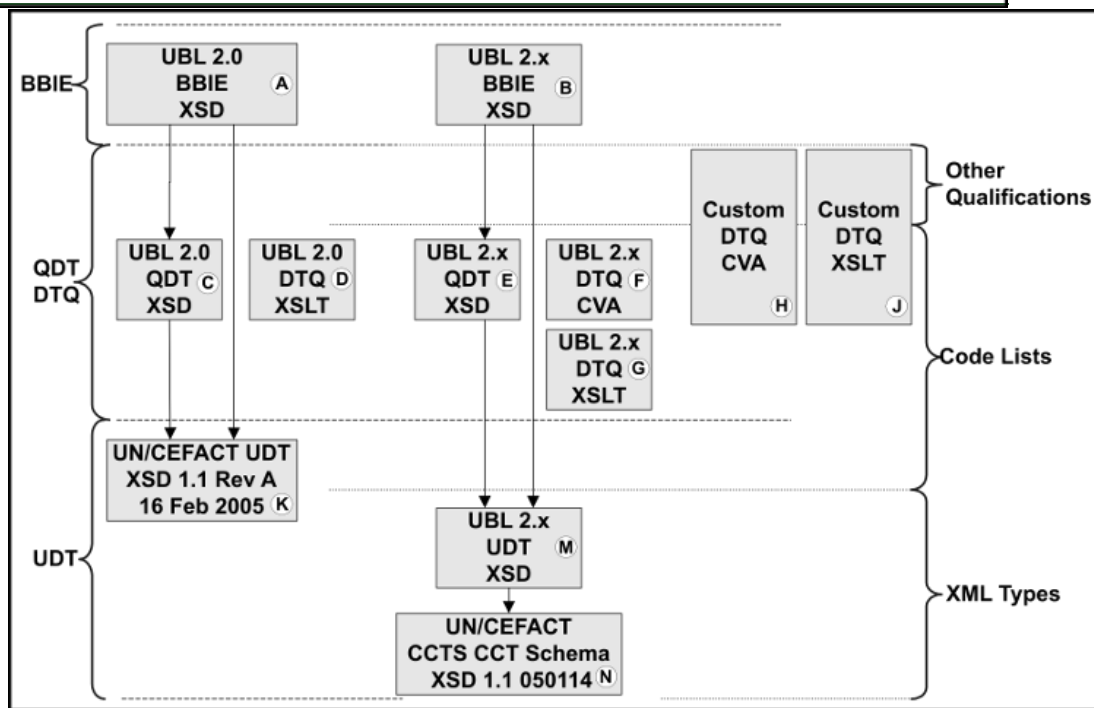 UBL 2.0
BBIE
XSD
A
UBL 2.x
BBIE
XSD
B
BBIE
Other
Qualifications
Custom
DTQ
CVA
H
Custom
DTQ
XSLT
J
QDT
DTQ
UBL 2.0
QDT
XSD
C
UBL 2.0
DTQ
XSLT
D
UBL 2.x
QDT
XSD
E
UBL 2.x
DTQ
CVA
F
UBL 2.x
DTQ
XSLT
G
Code Lists
UN/CEFACT UDT
XSD 1.1 Rev A
16 Feb 2005
K
UDT
UBL 2.x
UDT
XSD
M
XML Types
UN/CEFACT
CCTS CCT Schema
XSD 1.1 050114
N